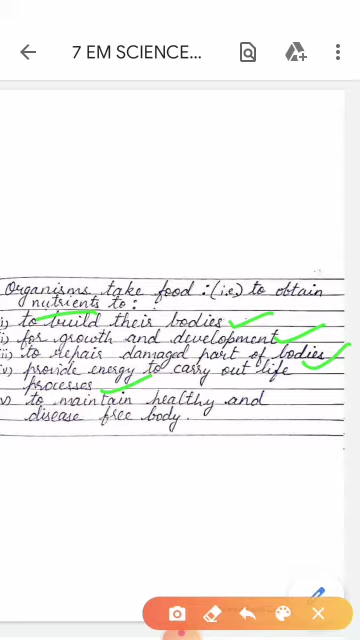 7 EM SCIENCE...
Organisms take food : (i.e.) to obtain
nutrients to :
i) to build their bodies
i) for growth and development
iii) to repair damaged part of bodies
iv) provide energy to carry out life
processes
v) to maintain healthy and
disease free body.